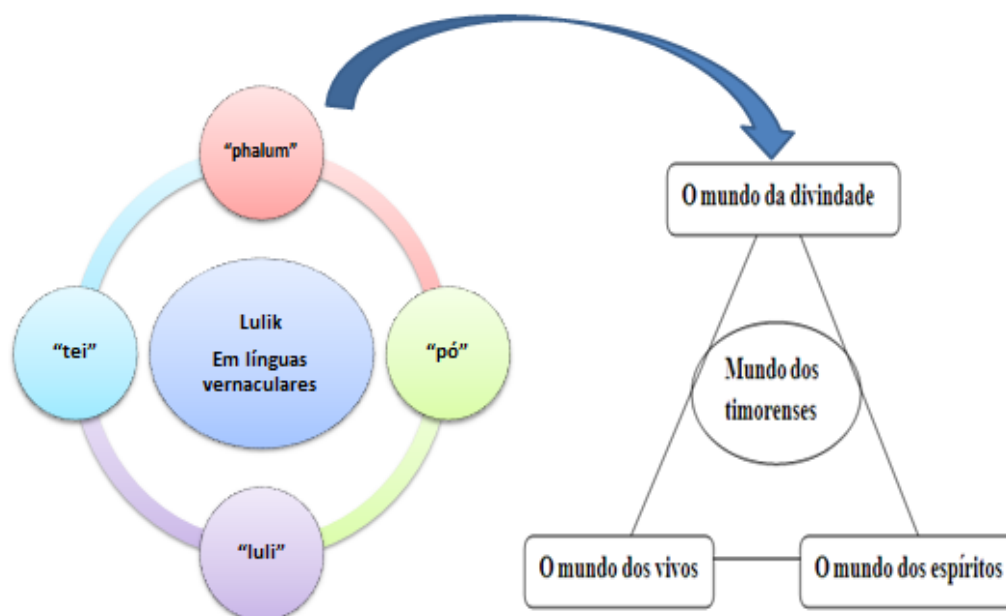 “phalum”
“tei”
Lulik
Em línguas
vernaculares
“pó”
“luli”
O mundo da divindade
Mundo dos
timorenses
O mundo dos vivos
O mundo dos espíritos